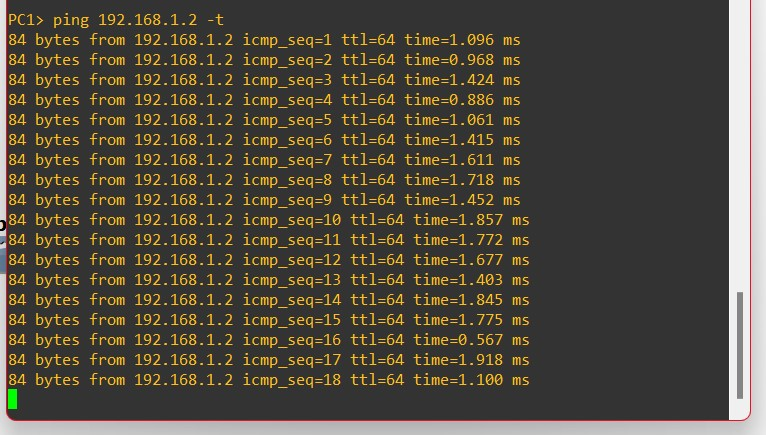 PC1> ping 192.168.1.2 -t
84 bytes from 192.168.1.2 icmp_seq=1 ttl=64 time=1.096 ms
84 bytes from 192.168.1.2 icmp_seq=2 ttl=64 time=0.968 ms
84 bytes from 192.168.1.2 icmp_seq=3 ttl=64 time=1.424 ms
84 bytes from 192.168.1.2 icmp_seq=4 ttl=64 time=0.886 ms
84 bytes from 192.168.1.2 icmp_seq=5 ttl=64 time=1.061 ms
84 bytes from 192.168.1.2 icmp_seq=6 ttl=64 time=1.415 ms
84 bytes from 192.168.1.2 icmp_seq=7 ttl=64 time=1.611 ms
84 bytes from 192.168.1.2 icmp_seq=8 ttl=64 time=1.718 ms
84 bytes from 192.168.1.2 icmp_seq=9 ttl=64 time=1.452 ms
84 bytes from 192.168.1.2 icmp_seq=10 ttl=64 time=1.857 ms
84 bytes from 192.168.1.2 icmp_seq=11 ttl=64 time=1.772 ms
84 bytes from 192.168.1.2 icmp_seq=12 ttl=64 time=1.677 ms
84 bytes from 192.168.1.2 icmp_seq=13 ttl=64 time=1.403 ms
84 bytes from 192.168.1.2 icmp_seq=14 ttl=64 time=1.845 ms
84 bytes from 192.168.1.2 icmp_seq=15 ttl=64 time=1.775 ms
84 bytes from 192.168.1.2 icmp_seq=16 ttl=64 time=0.567 ms
84 bytes from 192.168.1.2 icmp_seq=17 ttl=64 time=1.918 ms
84 bytes from 192.168.1.2 icmp_seq=18 ttl=64 time=1.100 ms